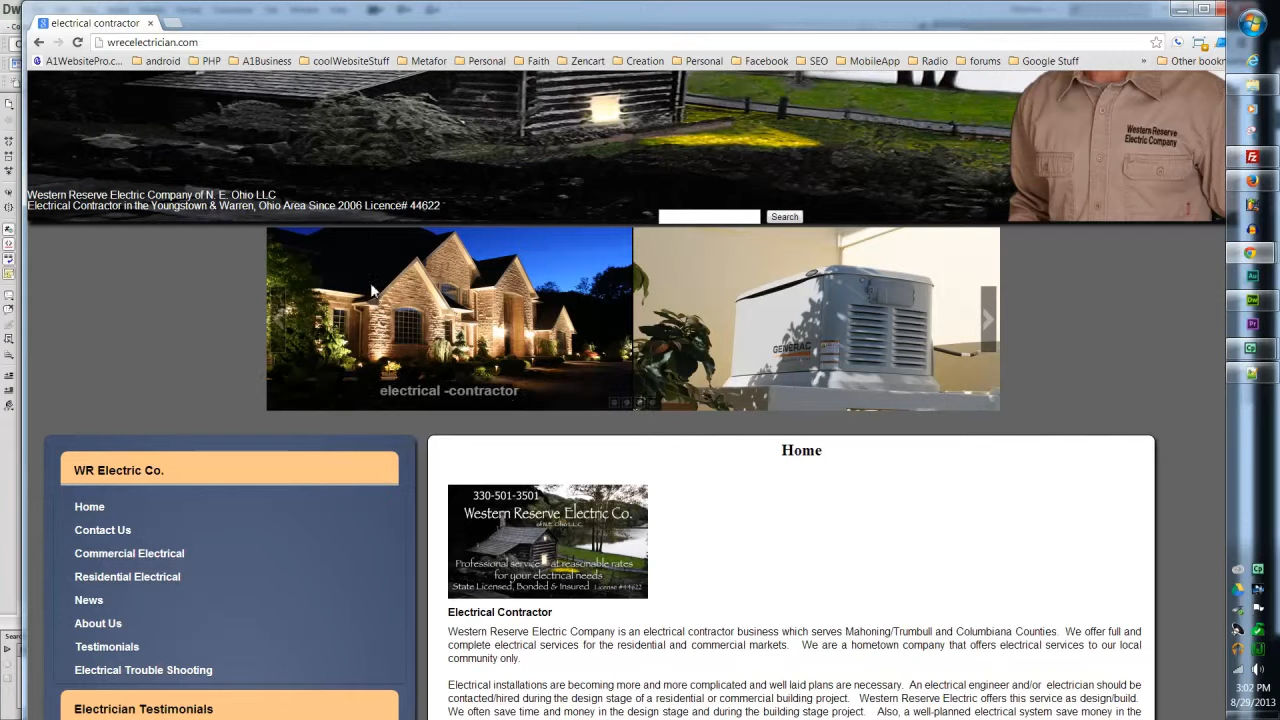 Dw
electrical contractor ×
wrecelectrician.com
A1WebsitePro.c... android PHP A1Business coolWebsiteStuff Metafor Personal Faith Zencart Creation Personal Facebook SEO MobileApp Radio forums Google Stuff » Other bookn
Western Reserve
Electric Company
Western Reserve Electric Company of N. E. Ohio LLC
Electrical Contractor in the Youngstown & Warren, Ohio Area Since 2006 Licence# 44622
Search
GENERAC
electrical -contractor
WR Electric Co.
Home
Contact Us
Commercial Electrical
Residential Electrical
News
About Us
Testimonials
Electrical Trouble Shooting
Electrician Testimonials
Home
330-501-3501
Western Reserve Electric Co.
of N.E. Ohio L.L.C.
Professional service at reasonable rates
for your electrical needs
State Licensed, Bonded & Insured License #44622
Electrical Contractor
Western Reserve Electric Company is an electrical contractor business which serves Mahoning/Trumbull and Columbiana Counties. We offer full and
complete electrical services for the residential and commercial markets. We are a hometown company that offers electrical services to our local
community only.
Electrical installations are becoming more and more complicated and well laid plans are necessary. An electrical engineer and/or electrician should be
contacted/hired during the design stage of a residential or commercial building project. Western Reserve Electric offers this service as design/build.
We often save time and money in the design stage and during the building stage project. Also, a well-planned electrical system save money in the
Sear
Fz
Au
Dw
Pr
Cp
Cp
3:02 PM
8/29/2013